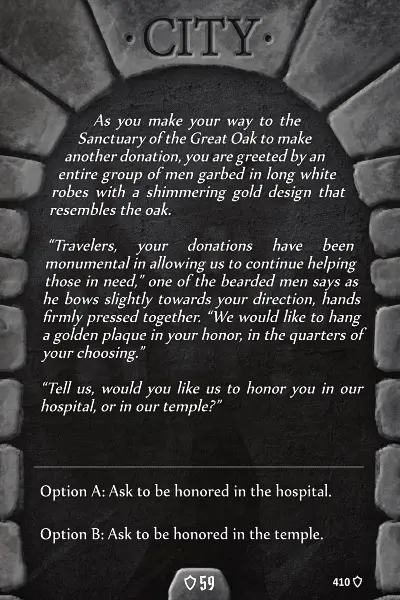 · CITY ·
As you make your way to the
Sanctuary of the Great Oak to make
another donation, you are greeted by an
entire group of men garbed in long white
robes with a shimmering gold design that
resembles the oak.
“Travelers, your donations have been
monumental in allowing us to continue helping
those in need,” one of the bearded men says as
he bows slightly towards your direction, hands
firmly pressed together. “We would like to hang
a golden plaque in your honor, in the quarters of
your choosing.”
“Tell us, would you like us to honor you in our
hospital, or in our temple?”
Option A: Ask to be honored in the hospital.
Option B: Ask to be honored in the temple.
59
410